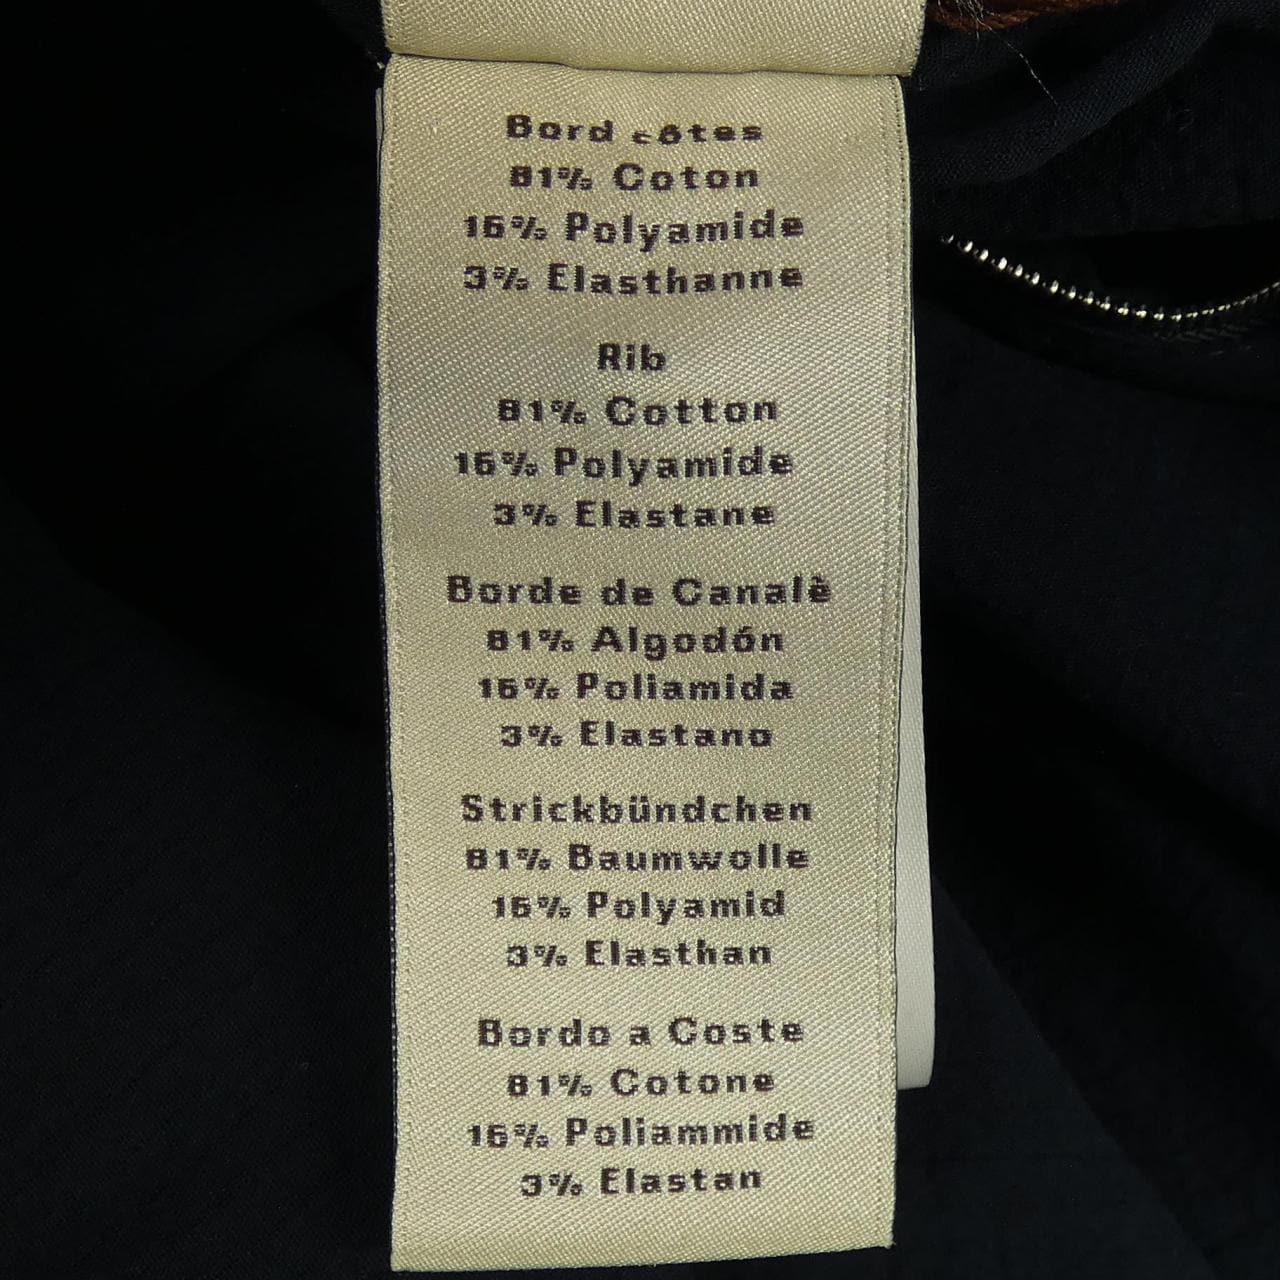 Bord côtes
81% Coton
16% Polyamide
3% Elasthanne
Rib
81% Cotton
16% Polyamide
3% Elastane
Borde de Canalè
81% Algodón
16% Poliamida
3% Elastano
Strickbündchen
81% Baumwolle
16% Polyamid
3% Elasthan
Bordo a Coste
81% Cotone
16% Poliammide
3% Elastan